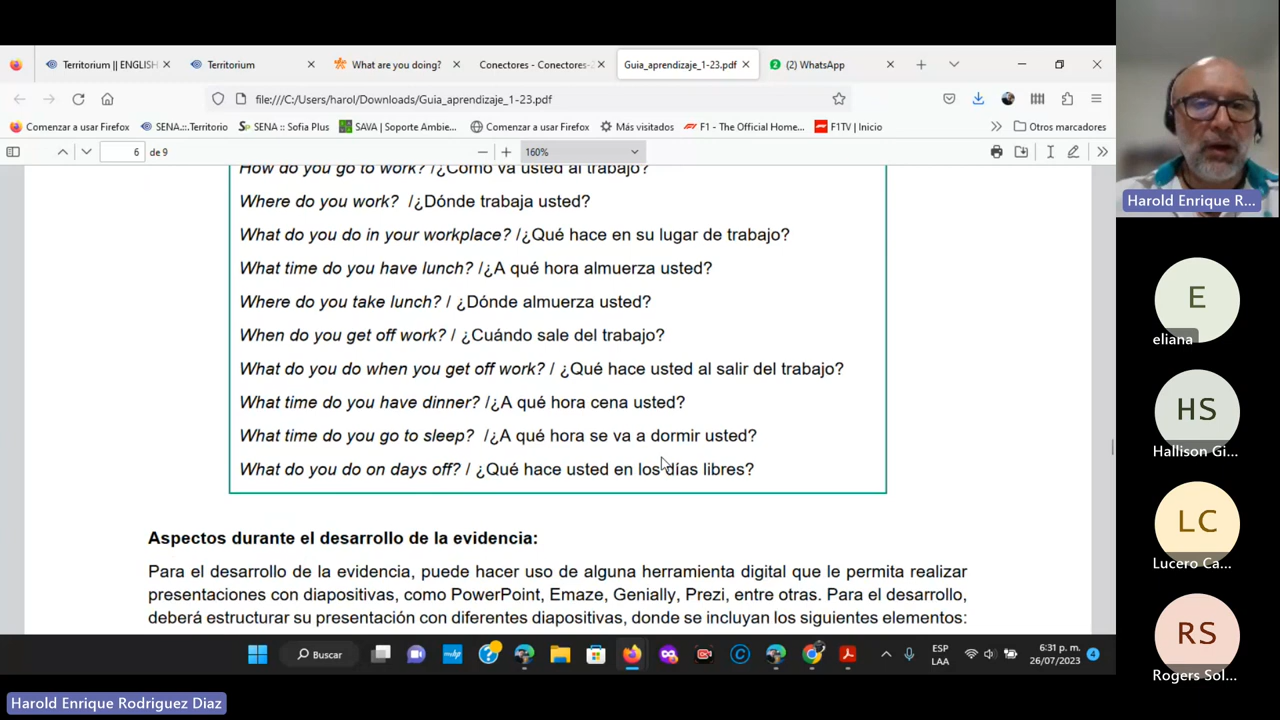 Territorium || ENGLISH
Territorium
What are you doing?
Conectores - Conectores-2
Guia_aprendizaje_1-23.pdf
2
(2) WhatsApp
file:///C:/Users/harol/Downloads/Guia_aprendizaje_1-23.pdf
Comenzar a usar Firefox
SENA.::.Territorio
SENA :: Sofia Plus
SAVA | Soporte Ambie...
Comenzar a usar Firefox
Más visitados
F1 - The Official Home...
F1TV | Inicio
Otros marcadores
6
de 9
160%
How do you go to work? /¿Cómo va usted al trabajo?
Where do you work? /¿Dónde trabaja usted?
What do you do in your workplace? /¿Qué hace en su lugar de trabajo?
What time do you have lunch? /¿A qué hora almuerza usted?
Where do you take lunch? / ¿Dónde almuerza usted?
When do you get off work? / ¿Cuándo sale del trabajo?
What do you do when you get off work? / ¿Qué hace usted al salir del trabajo?
What time do you have dinner? /¿A qué hora cena usted?
What time do you go to sleep? /¿A qué hora se va a dormir usted?
What do you do on days off? / ¿Qué hace usted en los días libres?
Aspectos durante el desarrollo de la evidencia:
Para el desarrollo de la evidencia, puede hacer uso de alguna herramienta digital que le permita realizar
presentaciones con diapositivas, como PowerPoint, Emaze, Genially, Prezi, entre otras. Para el desarrollo,
deberá estructurar su presentación con diferentes diapositivas, donde se incluyan los siguientes elementos:
Buscar
ESP
LAA
6:31 p. m.
26/07/2023
4
Harold Enrique Rodriguez Diaz
Harold Enrique R...
E
eliana
HS
Hallison Gi...
LC
Lucero Ca...
RS
Rogers Sol...